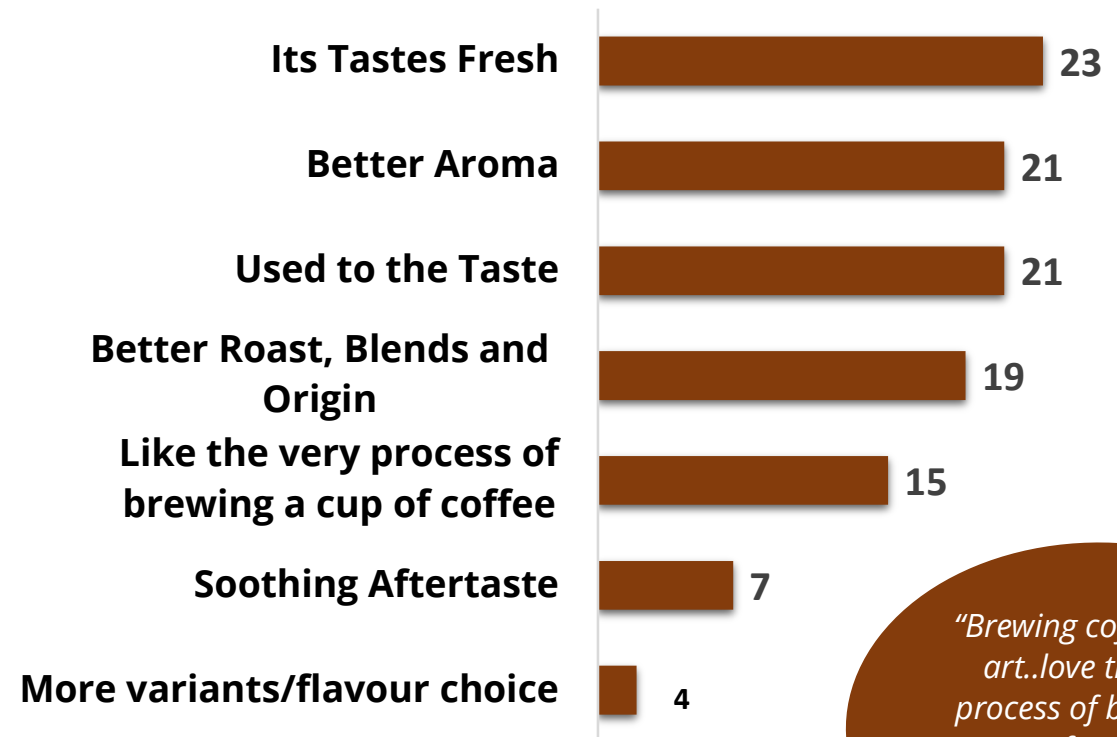 Its Tastes Fresh
23
Better Aroma
21
Used to the Taste
21
Better Roast, Blends and
Origin
19
Like the very process of
brewing a cup of coffee
15
Soothing Aftertaste
7
More variants/flavour choice
4
“Brewing
art..love
process of